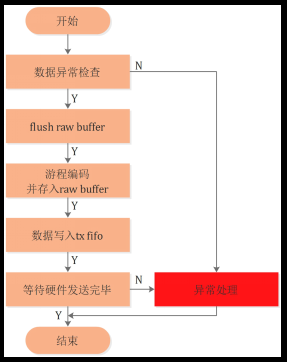 开始
数据异常检查
N
Y
flush raw buffer
Y
游程编码
并存入raw buffer
Y
数据写入tx fifo
Y
等待硬件发送完毕
N
异常处理
Y
结束